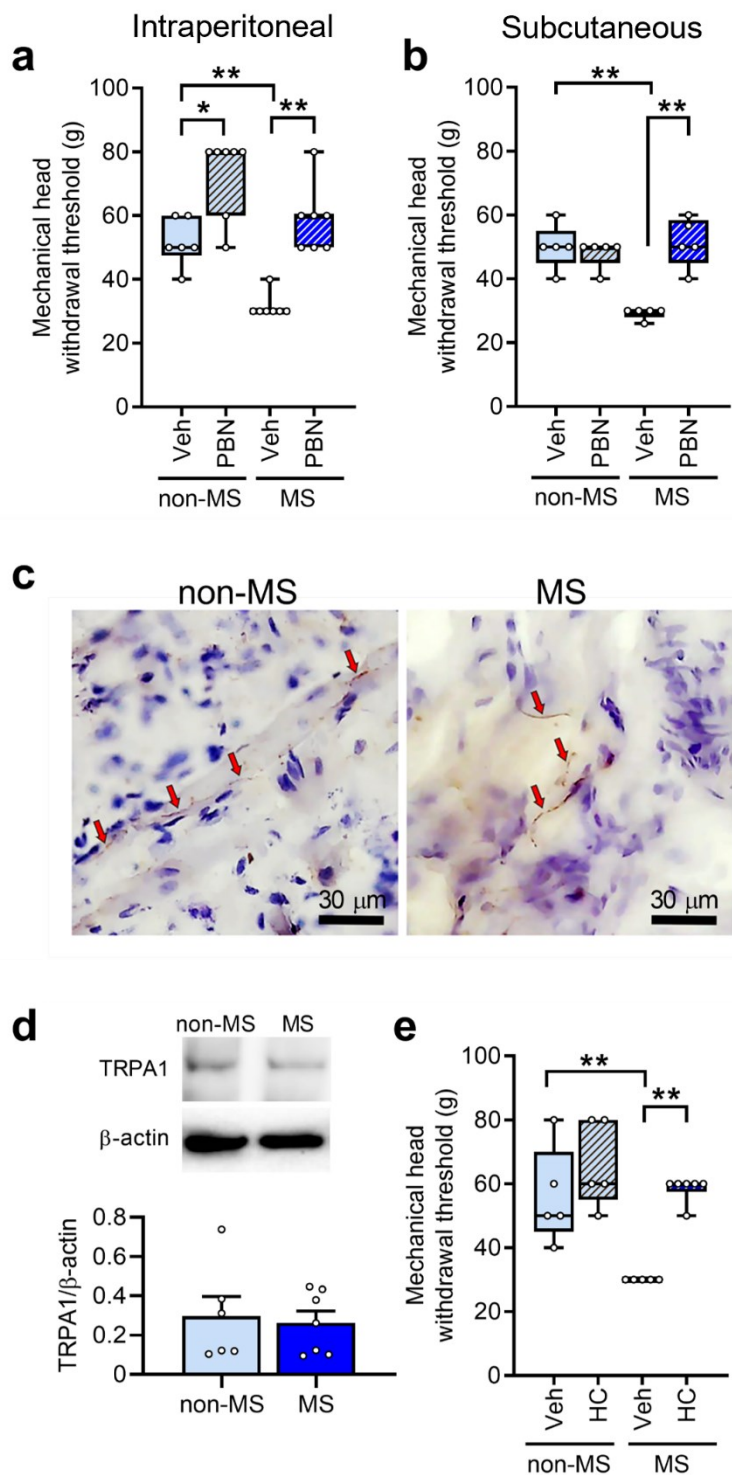 Intraperitoneal
Subcutaneous
a
**
*
**
Mechanical head
withdrawal threshold (g)
100
80
60
40
20
0
Veh
PBN
Veh
PBN
non-MS
MS
b
**
**
Mechanical head
withdrawal threshold (g)
100
80
60
40
20
0
Veh
PBN
Veh
PBN
non-MS
MS
c
non-MS
MS
30 μm
30 μm
d
non-MS
MS
TRPA1
β-actin
TRPA1/β-actin
0.8
0.6
0.4
0.2
0
non-MS
MS
e
**
**
Mechanical head
withdrawal threshold (g)
100
80
60
40
20
0
Veh
HC
Veh
HC
non-MS
MS